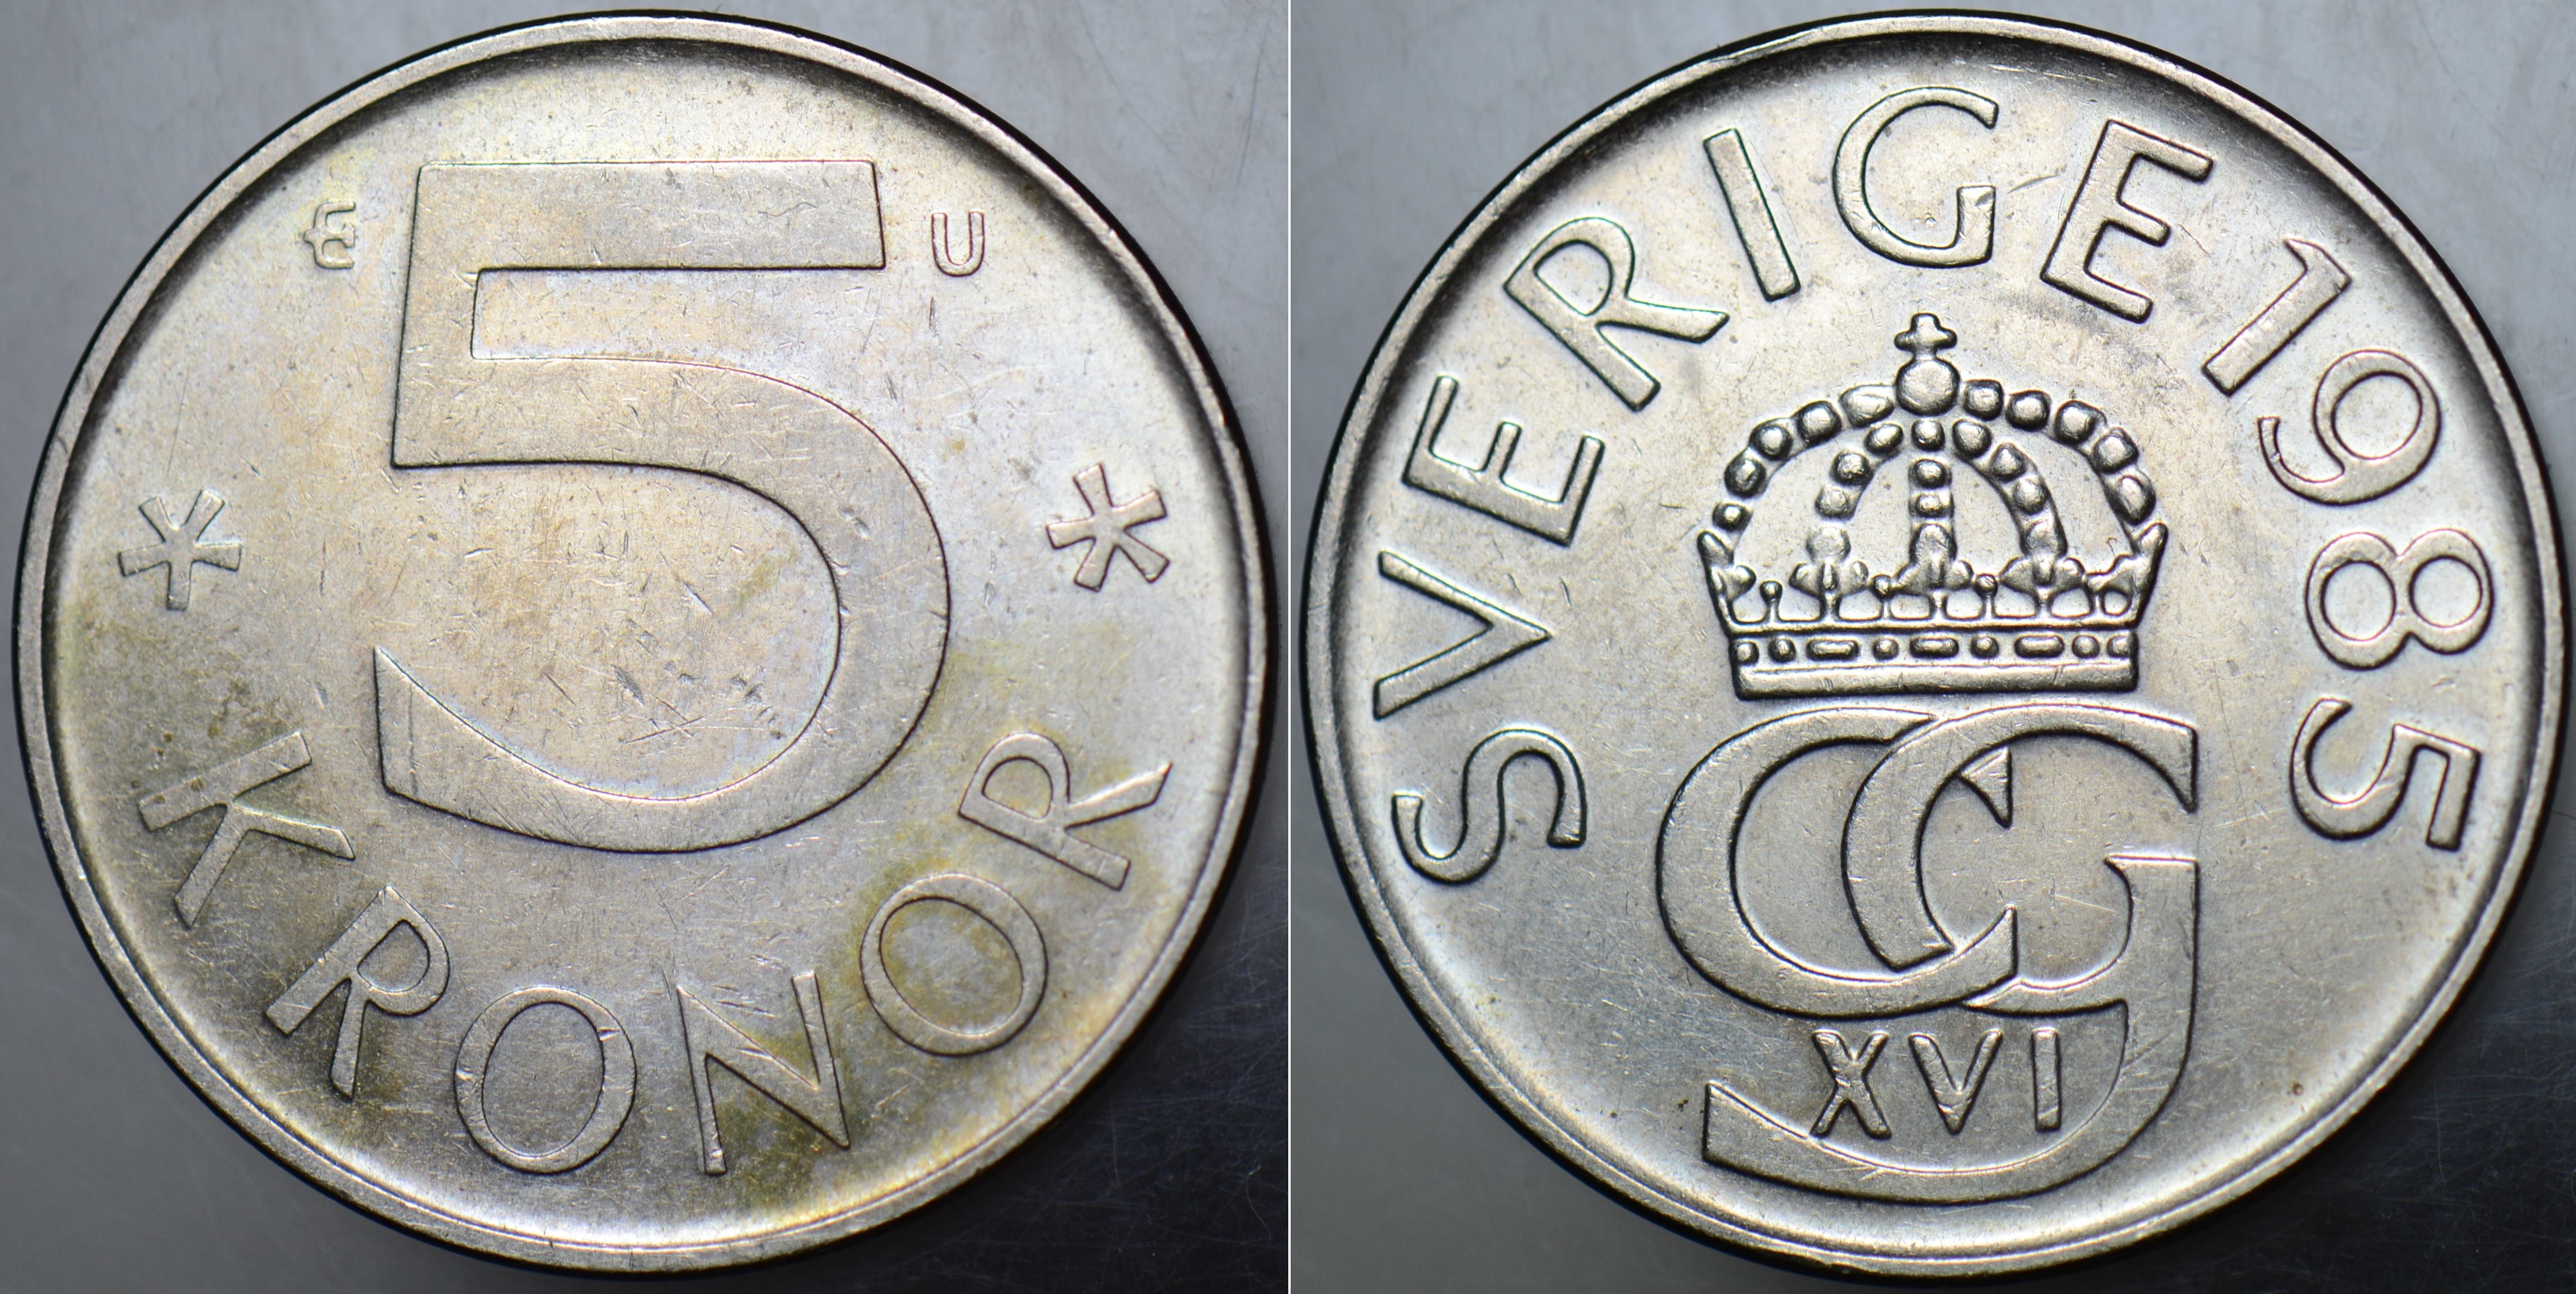 U
5
* KRONOR *
SVERIGE 1985
CG
XVI